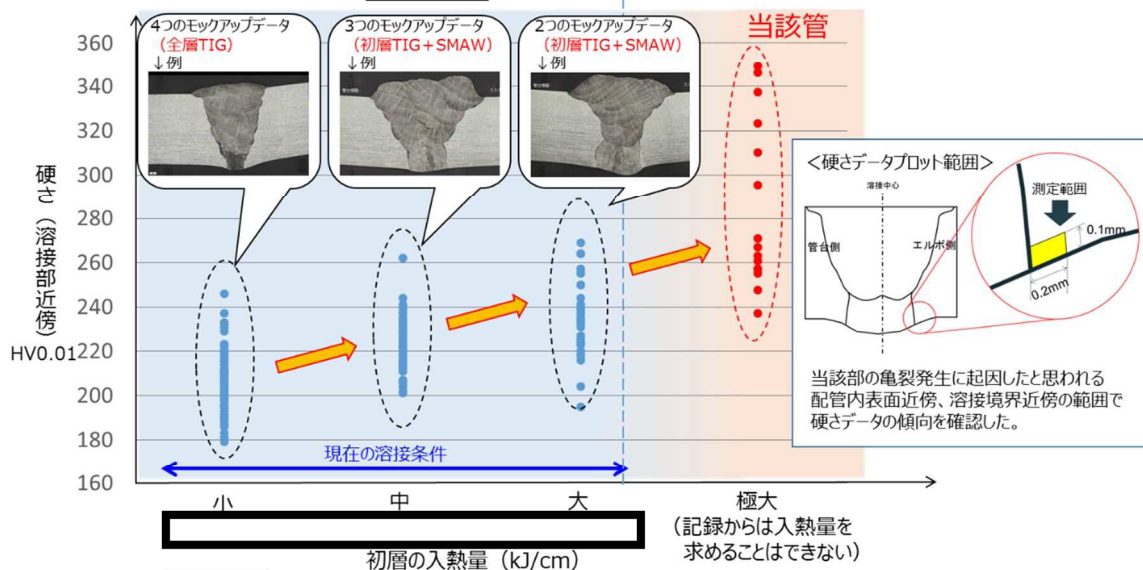 4つのモックアップデータ
（全層TIG）
↓例
3つのモックアップデータ
（初層TIG+SMAW）
↓例
2つのモックアップデータ
（初層TIG+SMAW）
↓例
当該管
360
340
320
300
280
260
240
220
200
180
160
硬さ（溶接部近傍）
HV0.01
現在の溶接条件
小
中
大
極大
（記録からは入熱量を
求めることはできない）
初層の入熱量（kJ/cm）
＜硬さデータプロット範囲＞
溶接中心
管台側
エルボ側
測定範囲
0.1mm
0.2mm
当該部の亀裂発生に起因したと思われる
配管内表面近傍、溶接境界近傍の範囲で
硬さデータの傾向を確認した。